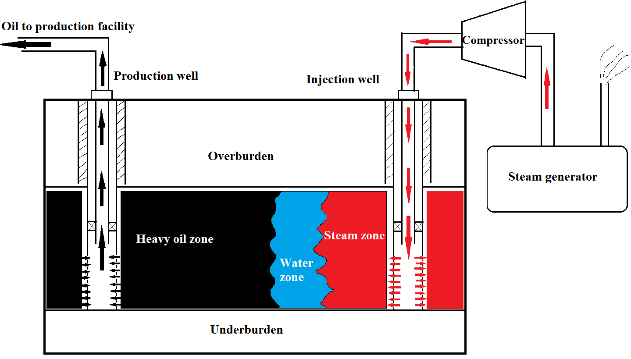 Oil to production facility
Production well
Injection well
Compressor
Steam generator
Overburden
Heavy oil zone
Water
zone
Steam zone
Underburden